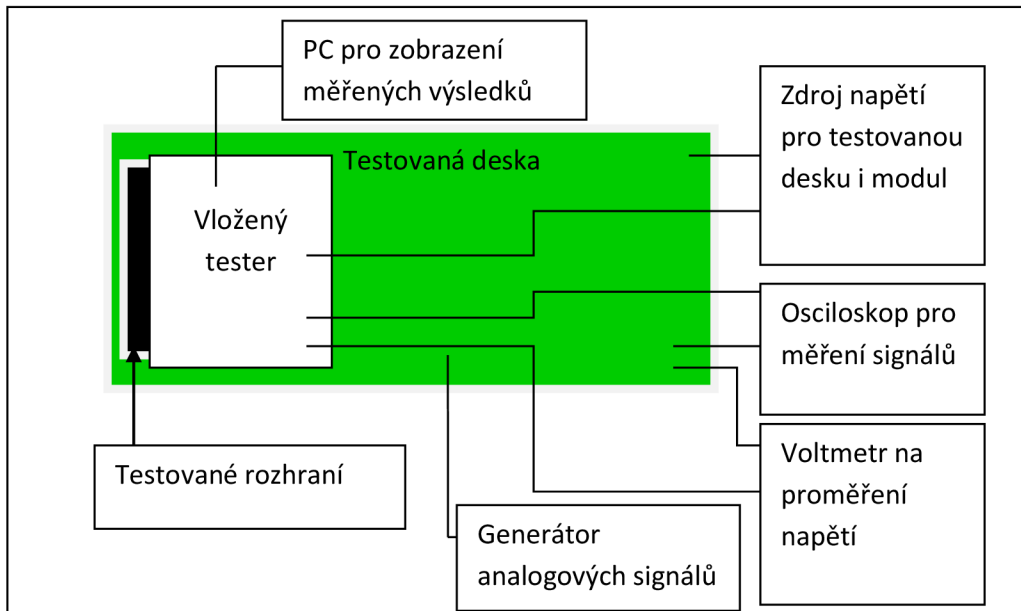 PC pro zobrazení
měřených výsledků
Zdroj napětí
pro testovanou
desku i modul
Testovaná deska
Vložený
tester
Osciloskop pro
měření signálů
Testované rozhraní
Voltmetr na
proměření
napětí
Generátor
analogových signálů